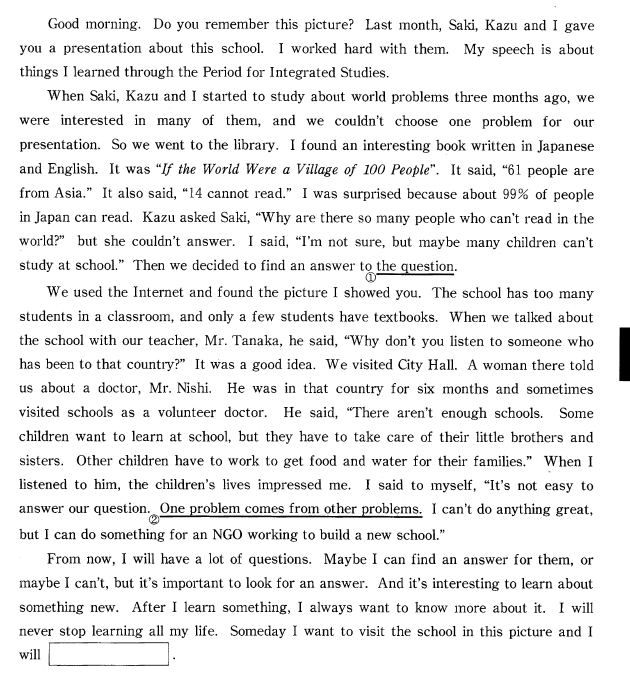 Good morning. Do you remember this picture? Last month, Saki, Kazu and I gave
you a presentation about this school. I worked hard with them. My speech is about
things I learned through the Period for Integrated Studies.
When Saki, Kazu and I started to study about world problems three months ago, we
were interested in many of them, and we couldn't choose one problem for our
presentation. So we went to the library. I found an interesting book written in Japanese
and English. It was “If the World Were a Village of 100 People”. It said, “61 people are
from Asia.” It also said, “14 cannot read.” I was surprised because about 99% of people
in Japan can read. Kazu asked Saki, “Why are there so many people who can't read in the
world?” but she couldn't answer. I said, “I'm not sure, but maybe many children can't
study at school.” Then we decided to find an answer to the question.
①
We used the Internet and found the picture I showed you. The school has too many
students in a classroom, and only a few students have textbooks. When we talked about
the school with our teacher, Mr. Tanaka, he said, “Why don't you listen to someone who
has been to that country?” It was a good idea. We visited City Hall. A woman there told
us about a doctor, Mr. Nishi. He was in that country for six months and sometimes
visited schools as a volunteer doctor. He said, “There aren't enough schools. Some
children want to learn at school, but they have to take care of their little brothers and
sisters. Other children have to work to get food and water for their families.” When I
listened to him, the children's lives impressed me. I said to myself, “It's not easy to
answer our question. One problem comes from other problems. I can't do anything great,
②
but I can do something for an NGO working to build a new school.”
From now, I will have a lot of questions. Maybe I can find an answer for them, or
maybe I can't, but it's important to look for an answer. And it's interesting to learn about
something new. After I learn something, I always want to know more about it. I will
never stop learning all my life. Someday I want to visit the school in this picture and I
will .